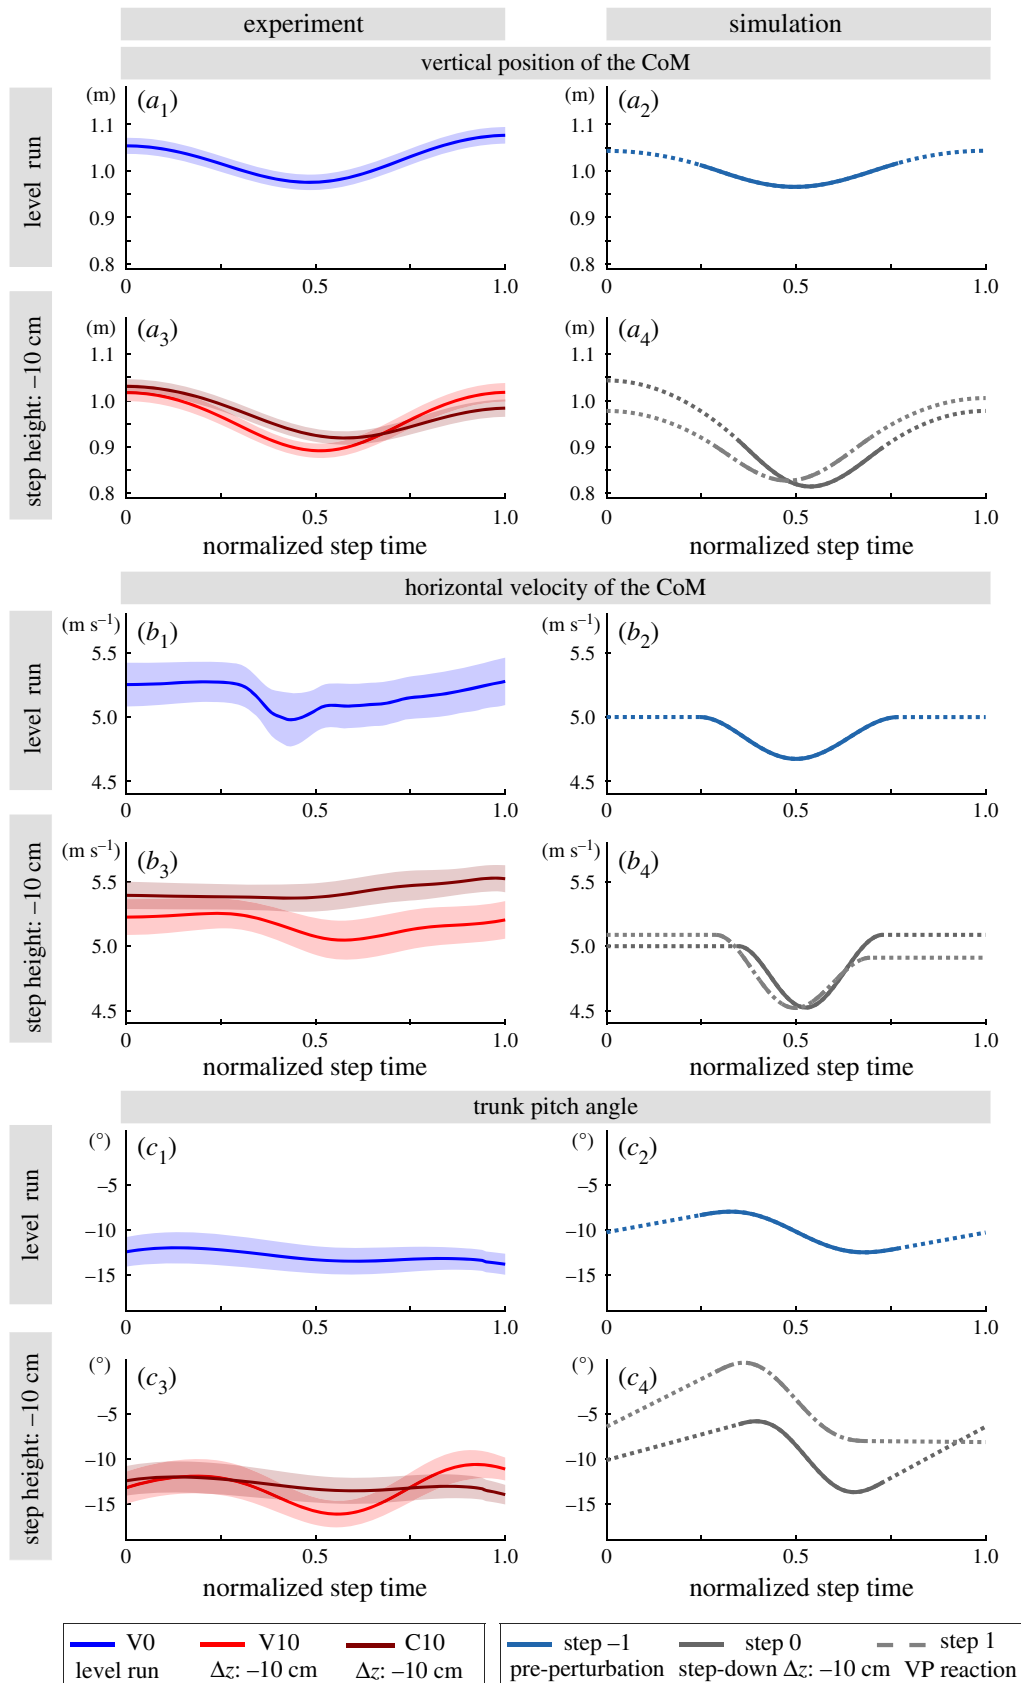 experiment
simulation
vertical position of the CoM
level run
(m)
(a1)
1.1
1.0
0.9
0.8
0
0.5
1.0
(m)
(a2)
1.1
1.0
0.9
0.8
0
0.5
1.0
step height: –10 cm
(m)
(a3)
1.1
1.0
0.9
0.8
0
0.5
1.0
normalized step time
(m)
(a4)
1.1
1.0
0.9
0.8
0
0.5
1.0
normalized step time
horizontal velocity of the CoM
level run
(m s–1)
(b1)
5.5
5.0
4.5
0
0.5
1.0
(m s–1)
(b2)
5.5
5.0
4.5
0
0.5
1.0
step height: –10 cm
(m s–1)
(b3)
5.5
5.0
4.5
0
0.5
1.0
normalized step time
(m s–1)
(b4)
5.5
5.0
4.5
0
0.5
1.0
normalized step time
trunk pitch angle
level run
(°)
(c1)
–5
–10
–15
0
0.5
1.0
(°)
(c2)
–5
–10
–15
0
0.5
1.0
step height: –10 cm
(°)
(c3)
–5
–10
–15
0
0.5
1.0
normalized step time
(°)
(c4)
–5
–10
–15
0
0.5
1.0
normalized step time
V0
level run
V10
Δz: –10 cm
C10
Δz: –10 cm
step –1
pre-perturbation
step 0
step-down Δz: –10 cm
step 1
VP reaction